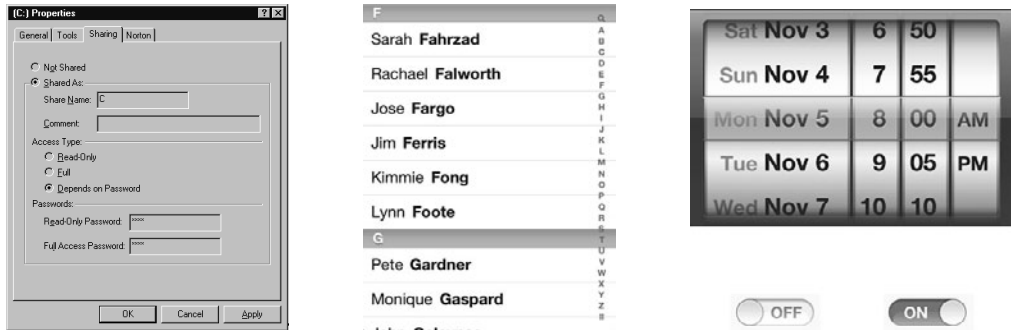 (C:) Properties
General Tools Sharing Norton
Not Shared
Shared As:
Share Name: C
Comment:
Access Type:
Read-Only
Full
Depends on Password
Passwords:
Read-Only Password: ****
Full Access Password: ****
OK Cancel Apply
F
Sarah Fahrzad
Rachael Falworth
Jose Fargo
Jim Ferris
Kimmie Fong
Lynn Foote
G
Pete Gardner
Monique Gaspard
A
B
C
D
E
F
G
H
I
J
K
L
M
N
O
P
Q
R
S
T
U
V
W
X
Y
Z
#
Sat Nov 3 6 50
Sun Nov 4 7 55
Mon Nov 5 8 00 AM
Tue Nov 6 9 05 PM
Wed Nov 7 10 10
OFF
ON